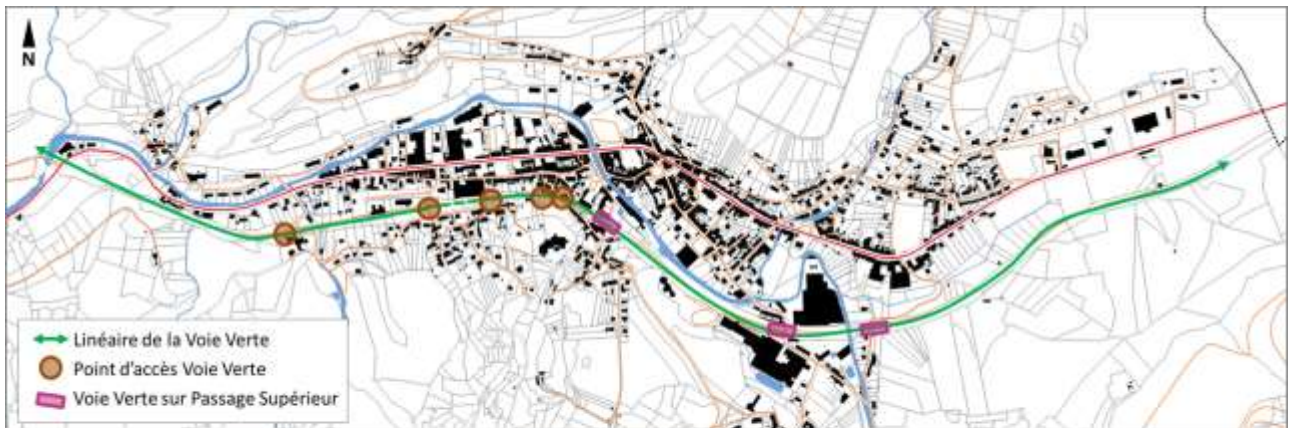 N
Linéaire de la Voie Verte
Point d'accès Voie Verte
Voie Verte sur Passage Supérieur